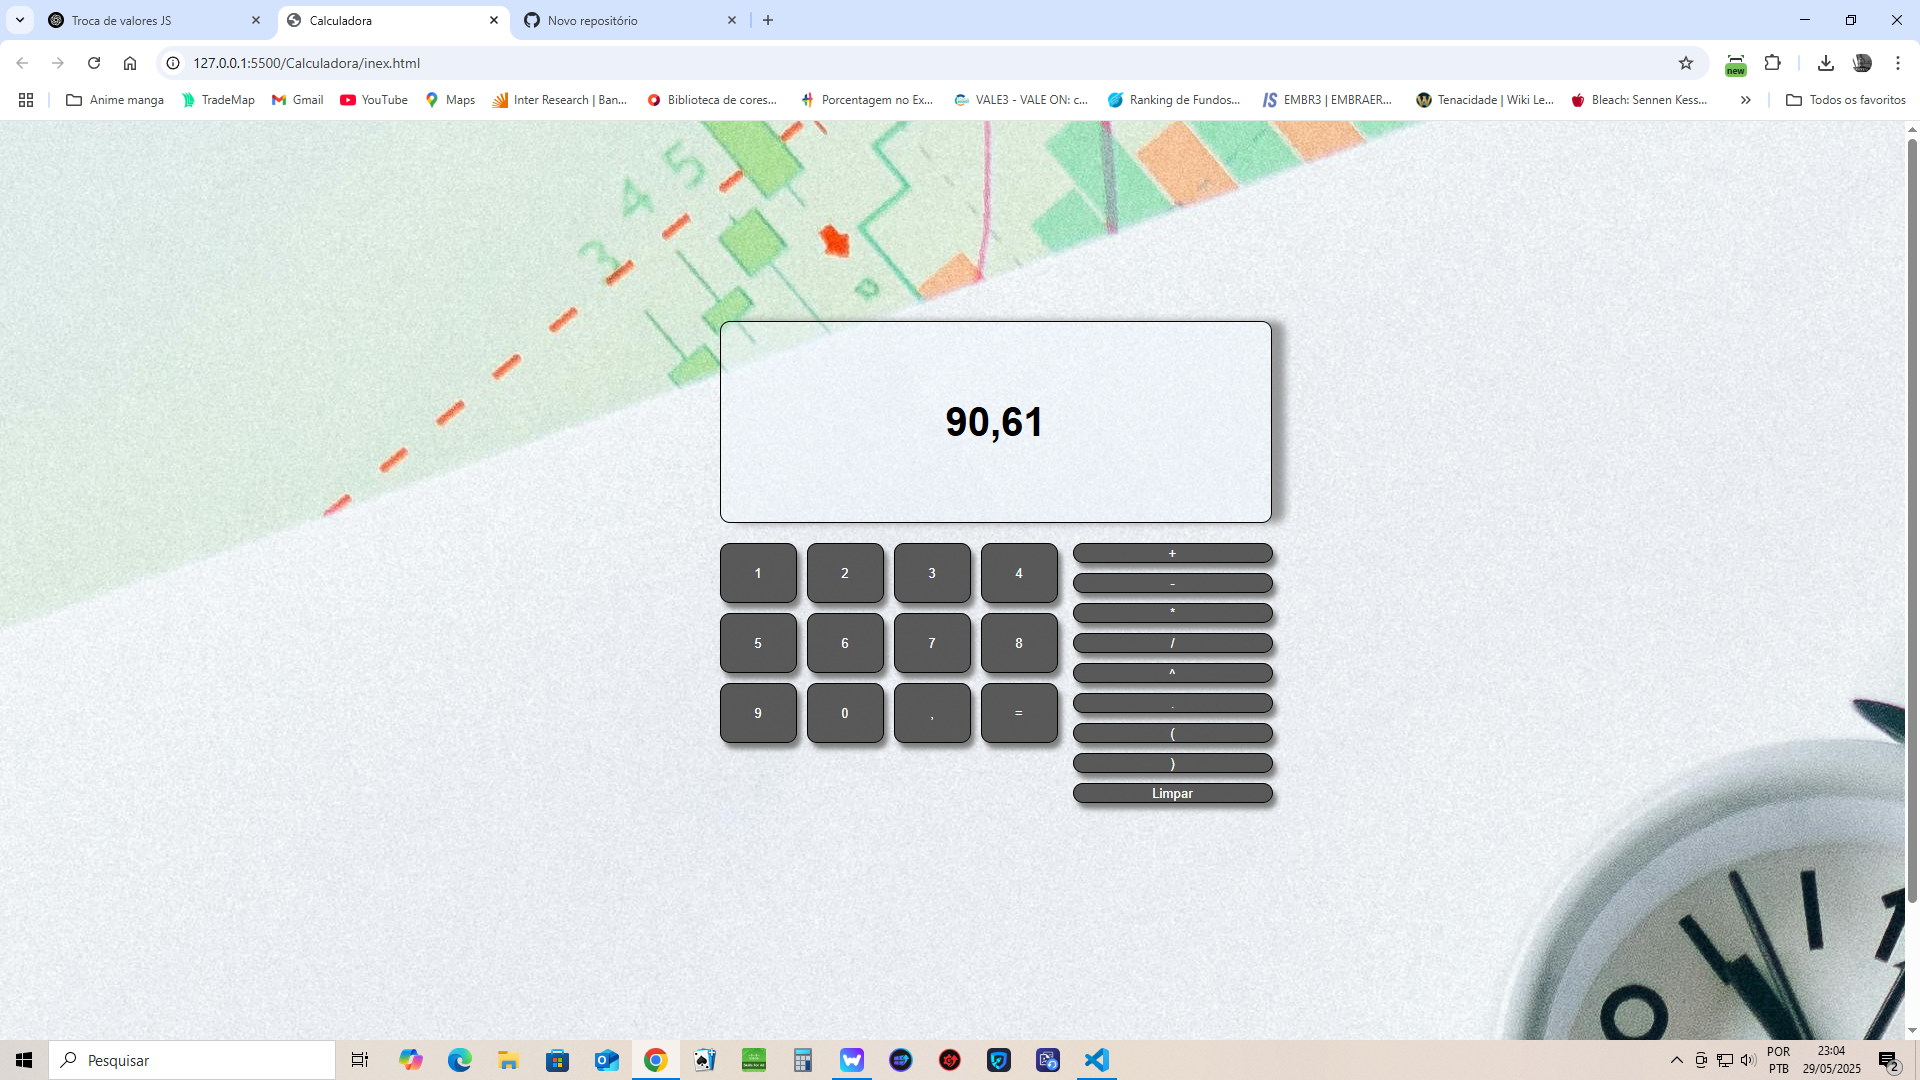 Troca de valores JS
Calculadora
Novo repositório
127.0.0.1:5500/Calculadora/inex.html
new
Anime manga
TradeMap
Gmail
YouTube
Maps
Inter Research | Ban...
Biblioteca de cores...
Porcentagem no Ex...
VALE3 - VALE ON: c...
Ranking de Fundos...
EMBR3 | EMBRAER...
Tenacidade | Wiki Le...
Bleach: Sennen Kess...
Todos os favoritos
5
4
3
90,61
1 2 3 4 +
-
*
5 6 7 8 /
^
9 0 , = .
(
)
Limpar
Pesquisar
POR
PTB
23:04
29/05/2025
2